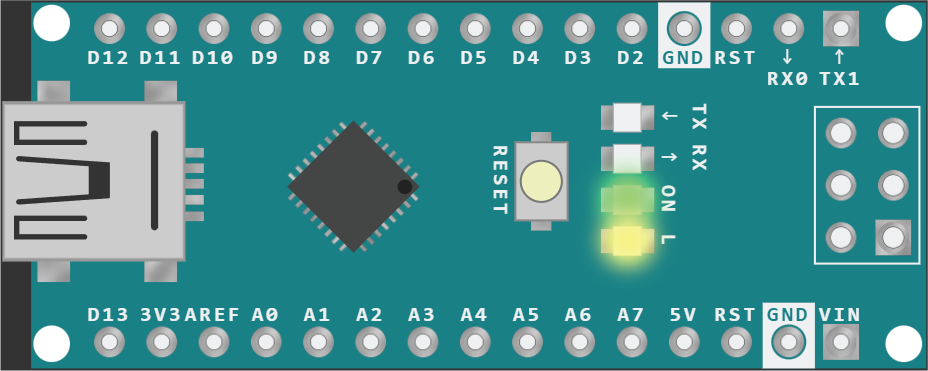 D12 D11 D10 D9 D8 D7 D6 D5 D4 D3 D2 GND RST ↓ ↑
RX0 TX1
← TX
→ RX
RESET
ON
L
D13 3V3 AREF A0 A1 A2 A3 A4 A5 A6 A7 5V RST GND VIN